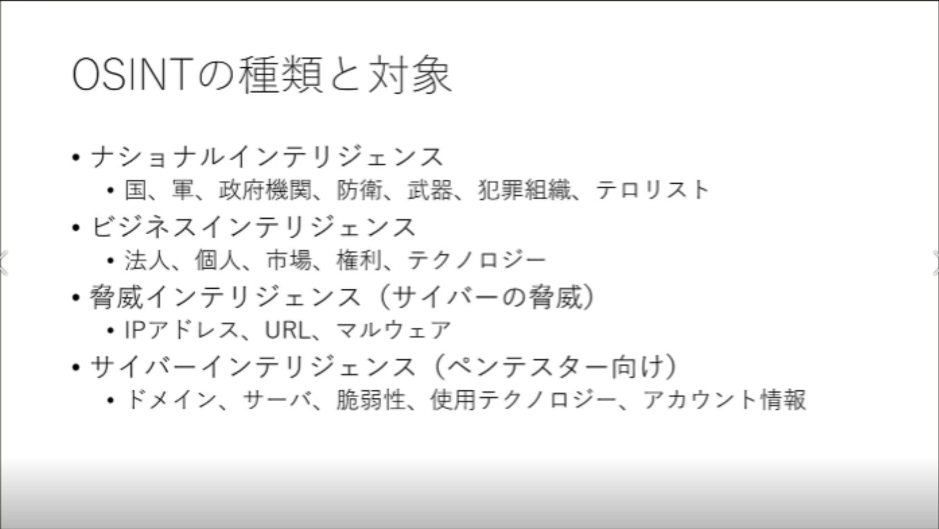 OSINTの種類と対象
• ナショナルインテリジェンス
• 国、軍、政府機関、防衛、武器、犯罪組織、テロリスト
• ビジネスインテリジェンス
• 法人、個人、市場、権利、テクノロジー
• 脅威インテリジェンス（サイバーの脅威）
• IPアドレス、URL、マルウェア
• サイバーインテリジェンス（ペンテスター向け）
• ドメイン、サーバ、脆弱性、使用テクノロジー、アカウント情報